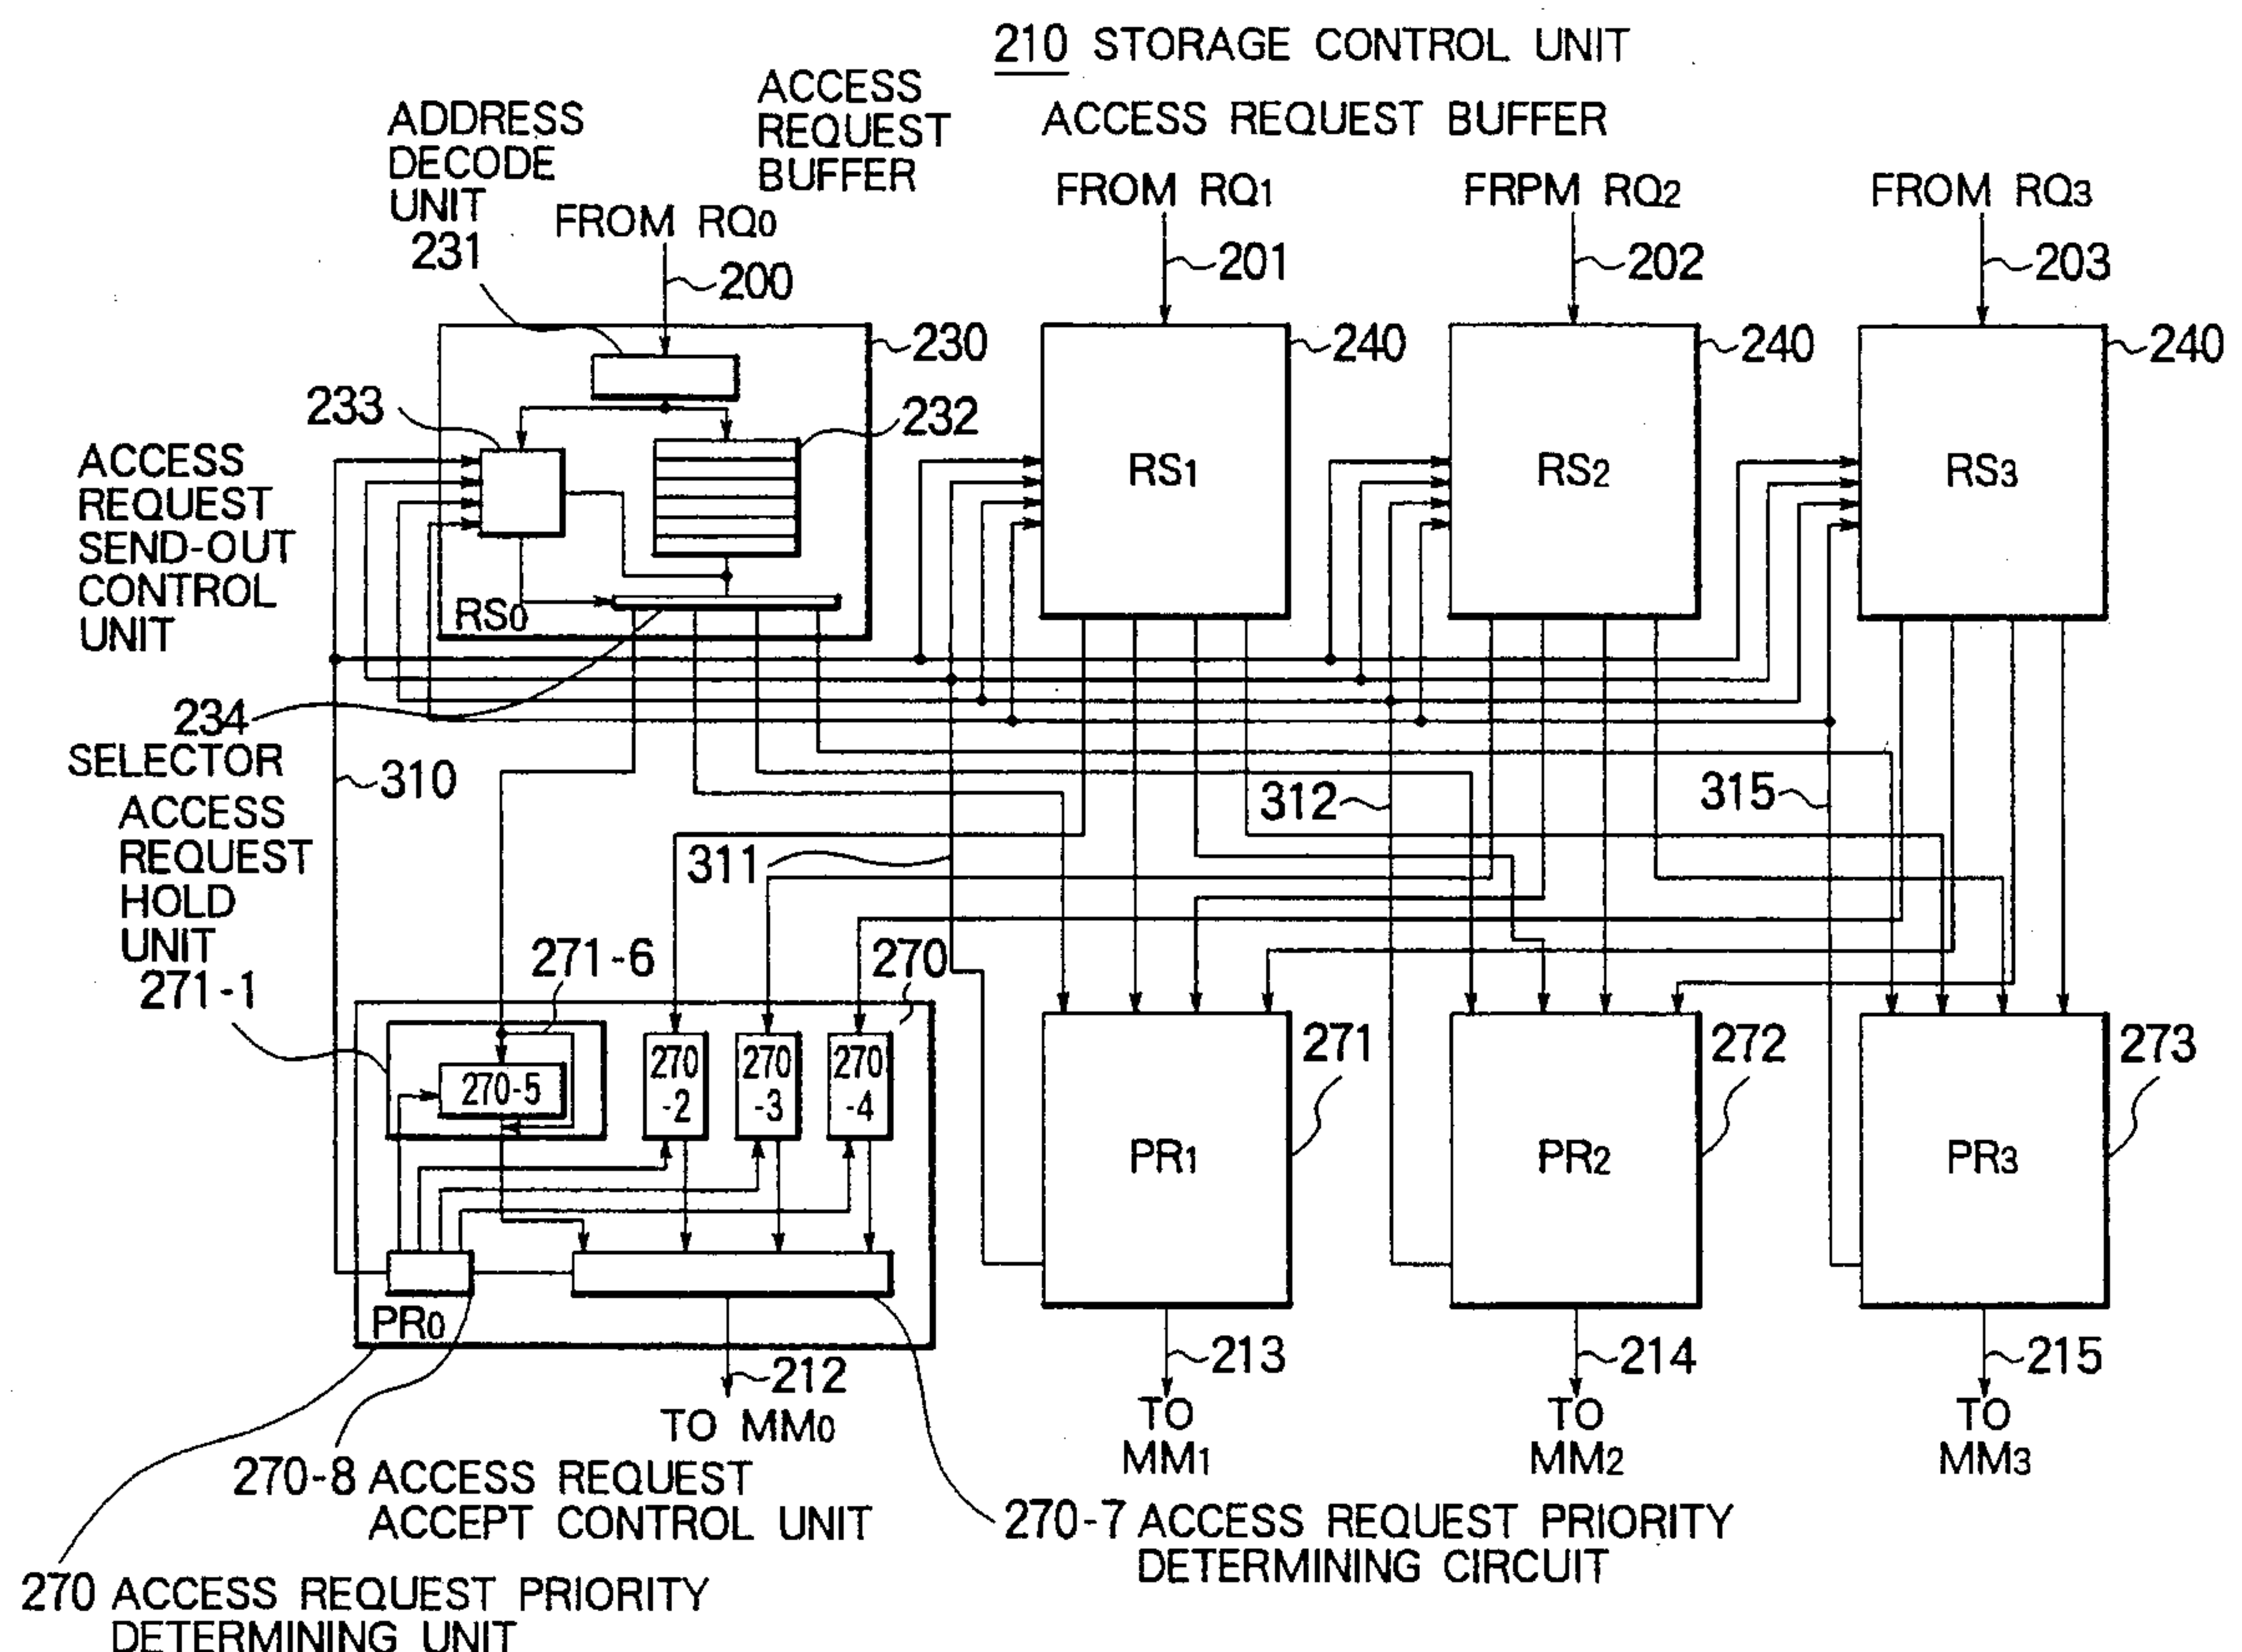 210 STORAGE CONTROL UNIT
ACCESS
REQUEST
BUFFER
ADDRESS
DECODE
UNIT
231
ACCESS REQUEST BUFFER
FROM RQ0
200
FROM RQ1
201
FRPM RQ2
202
FROM RQ3
203
230
240
240
240
233
232
ACCESS
REQUEST
SEND-OUT
CONTROL
UNIT
RS0
RS1
RS2
RS3
234
SELECTOR
310
312
315
311
ACCESS
REQUEST
HOLD
UNIT
271-1
271-6
270
270-5
270
-2
270
-3
270
-4
271
272
273
PR0
PR1
PR2
PR3
212
TO MM0
213
TO
MM1
214
TO
MM2
215
TO
MM3
270-8 ACCESS REQUEST
ACCEPT CONTROL UNIT
270-7 ACCESS REQUEST PRIORITY
DETERMINING CIRCUIT
270 ACCESS REQUEST PRIORITY
DETERMINING UNIT